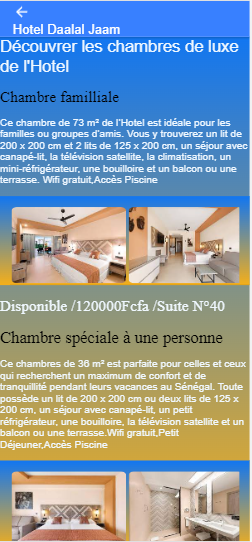 Hotel Daalal Jaam
Découvrer les chambres de luxe
de l'Hotel
Chambre familliale
Ce chambre de 73 m² de l'Hotel est idéale pour les
familles ou groupes d'amis. Vous y trouverez un lit de
200 x 200 cm et 2 lits de 125 x 200 cm, un séjour avec
canapé-lit, la télévision satellite, la climatisation, un
mini-réfrigérateur, une bouilloire et un balcon ou une
terrasse. Wifi gratuit,Accès Piscine
Disponible /120000Fcfa /Suite N°40
Chambre spéciale à une personne
Ce chambres de 36 m² est parfaite pour celles et ceux
qui recherchent un maximum de confort et de
tranquillité pendant leurs vacances au Sénégal. Toute
possède un lit de 200 x 200 cm ou deux lits de 125 x
200 cm, un séjour avec canapé-lit, un petit
réfrigérateur, une bouilloire, la télévision satellite et un
balcon ou une terrasse.Wifi gratuit,Petit
Déjeuner,Accès Piscine